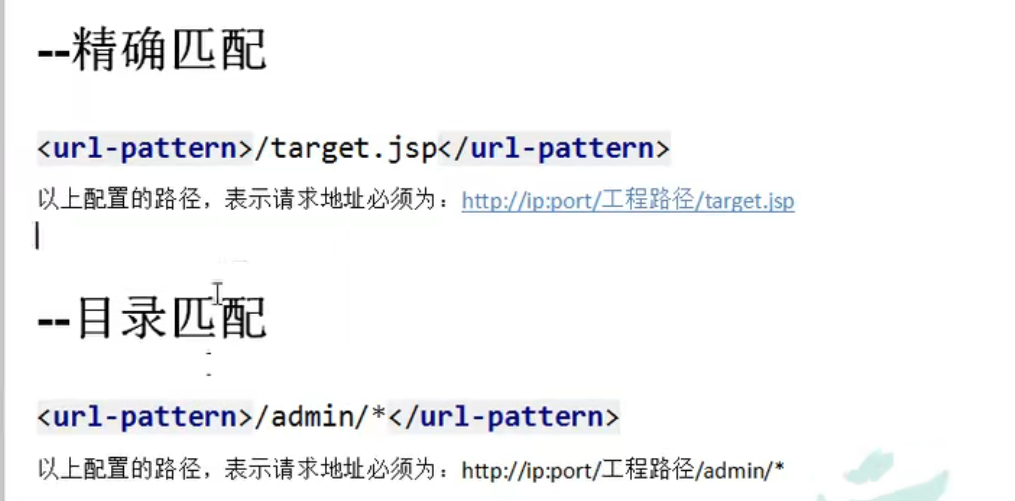 --精确匹配
<url-pattern>/target.jsp</url-pattern>
以上配置的路径，表示请求地址必须为：http://ip:port/工程路径/target.jsp
--目录匹配
<url-pattern>/admin/*</url-pattern>
以上配置的路径，表示请求地址必须为：http://ip:port/工程路径/admin/*